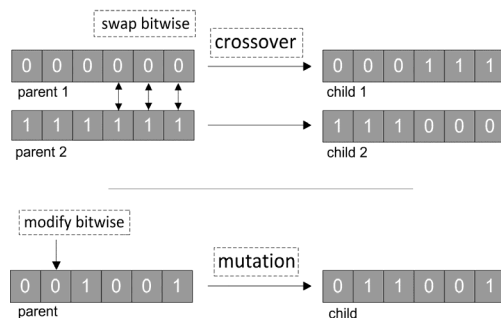 swap bitwise
crossover
0 0 0 0 0 0
0 0 0 1 1 1
parent 1
child 1
1 1 1 1 1 1
1 1 1 0 0 0
parent 2
child 2
modify bitwise
mutation
0 0 1 0 0 1
0 1 1 0 0 1
parent
child